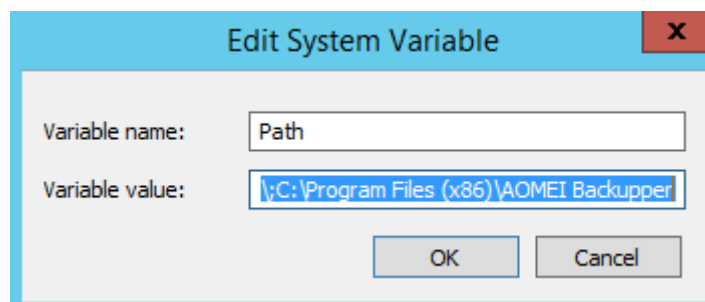 Edit System Variable
x
Variable name: Path
Variable value: \;C:\Program Files (x86)\AOMEI Backupper
OK Cancel